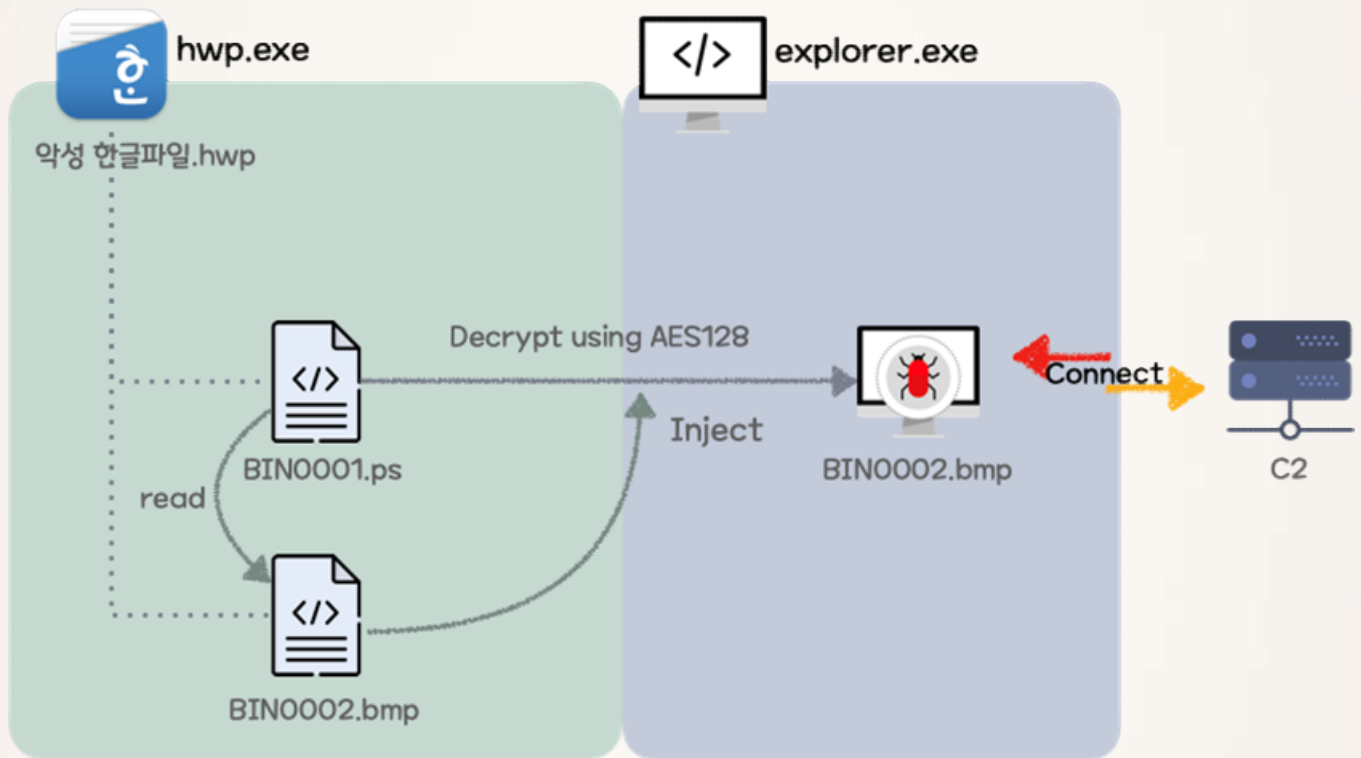 hwp.exe
explorer.exe
악성 한글파일.hwp
Decrypt using AES128
Inject
Connect
BIN0001.ps
BIN0002.bmp
C2
read
BIN0002.bmp